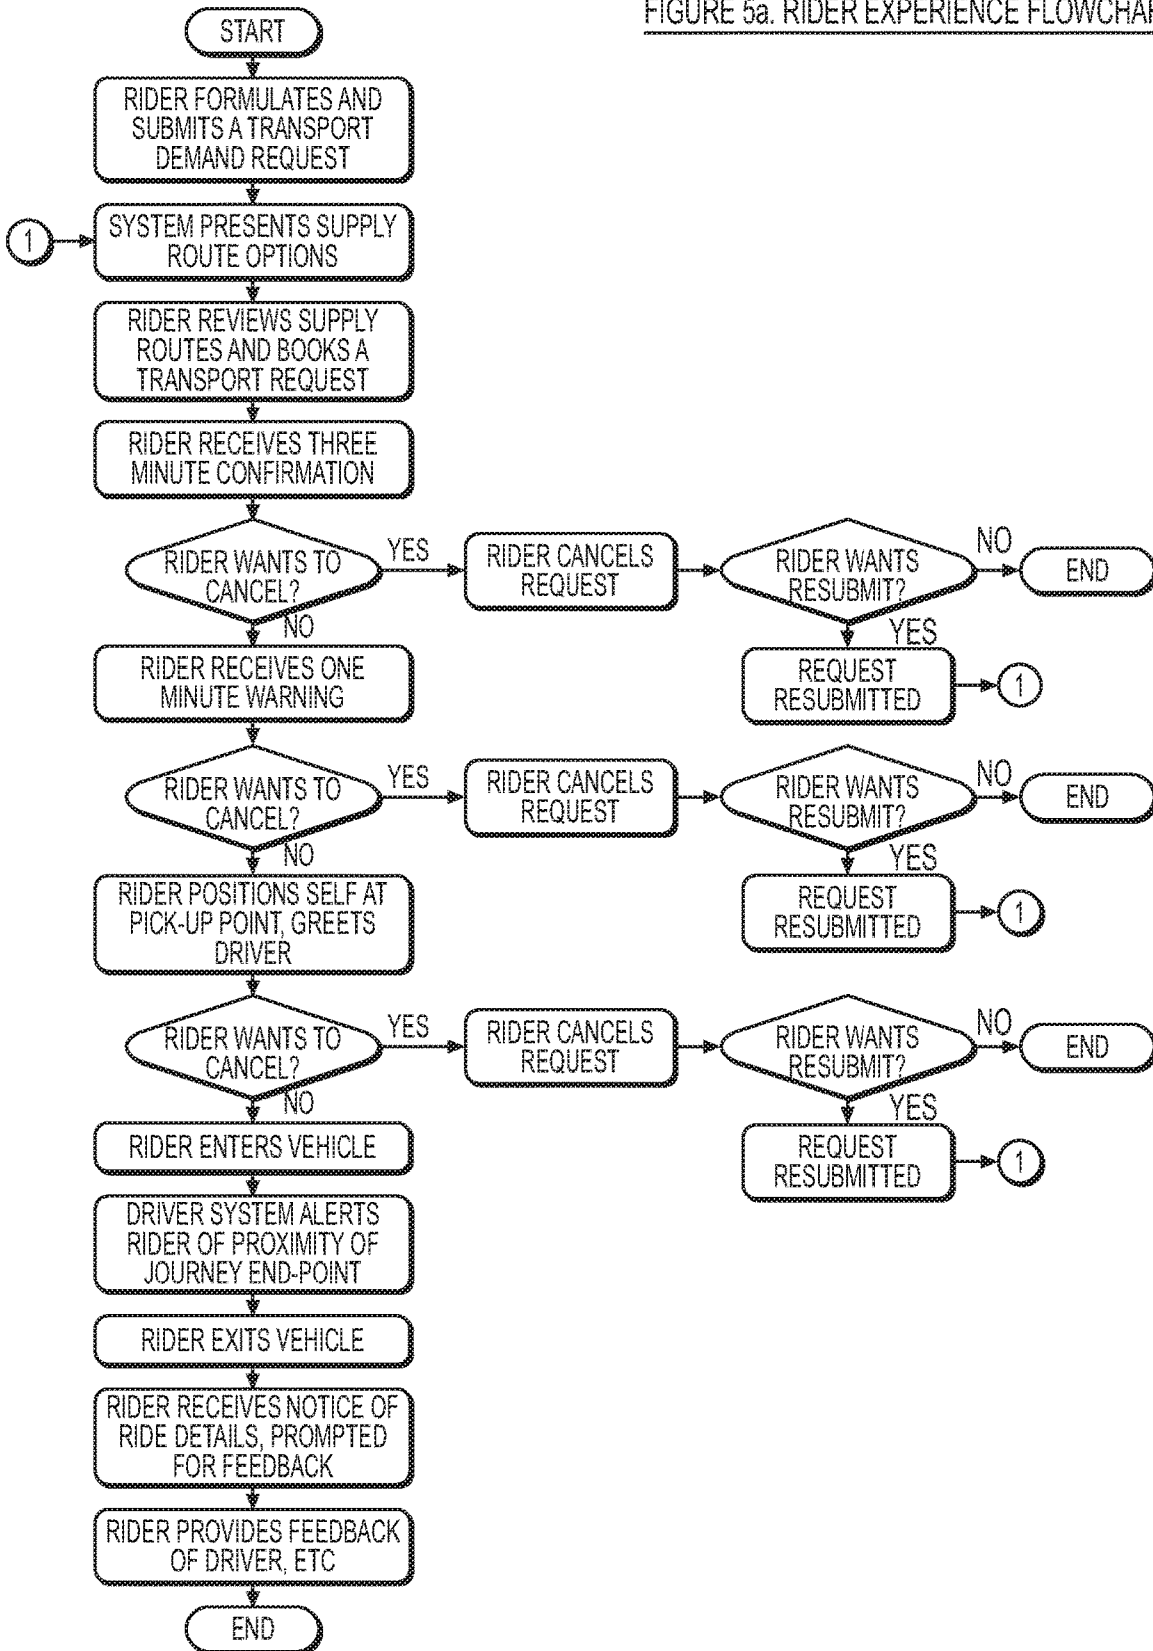 FIGURE 5a. RIDER EXPERIENCE FLOWCHAR
START
RIDER FORMULATES AND
SUBMITS A TRANSPORT
DEMAND REQUEST
1
SYSTEM PRESENTS SUPPLY
ROUTE OPTIONS
RIDER REVIEWS SUPPLY
ROUTES AND BOOKS A
TRANSPORT REQUEST
RIDER RECEIVES THREE
MINUTE CONFIRMATION
RIDER WANTS TO
CANCEL?
YES
RIDER CANCELS
REQUEST
RIDER WANTS
RESUBMIT?
NO
END
NO
YES
RIDER RECEIVES ONE
MINUTE WARNING
REQUEST
RESUBMITTED
1
RIDER WANTS TO
CANCEL?
YES
RIDER CANCELS
REQUEST
RIDER WANTS
RESUBMIT?
NO
END
NO
YES
RIDER POSITIONS SELF AT
PICK-UP POINT, GREETS
DRIVER
REQUEST
RESUBMITTED
1
RIDER WANTS TO
CANCEL?
YES
RIDER CANCELS
REQUEST
RIDER WANTS
RESUBMIT?
NO
END
NO
YES
RIDER ENTERS VEHICLE
REQUEST
RESUBMITTED
1
DRIVER SYSTEM ALERTS
RIDER OF PROXIMITY OF
JOURNEY END-POINT
RIDER EXITS VEHICLE
RIDER RECEIVES NOTICE OF
RIDE DETAILS, PROMPTED
FOR FEEDBACK
RIDER PROVIDES FEEDBACK
OF DRIVER, ETC
END